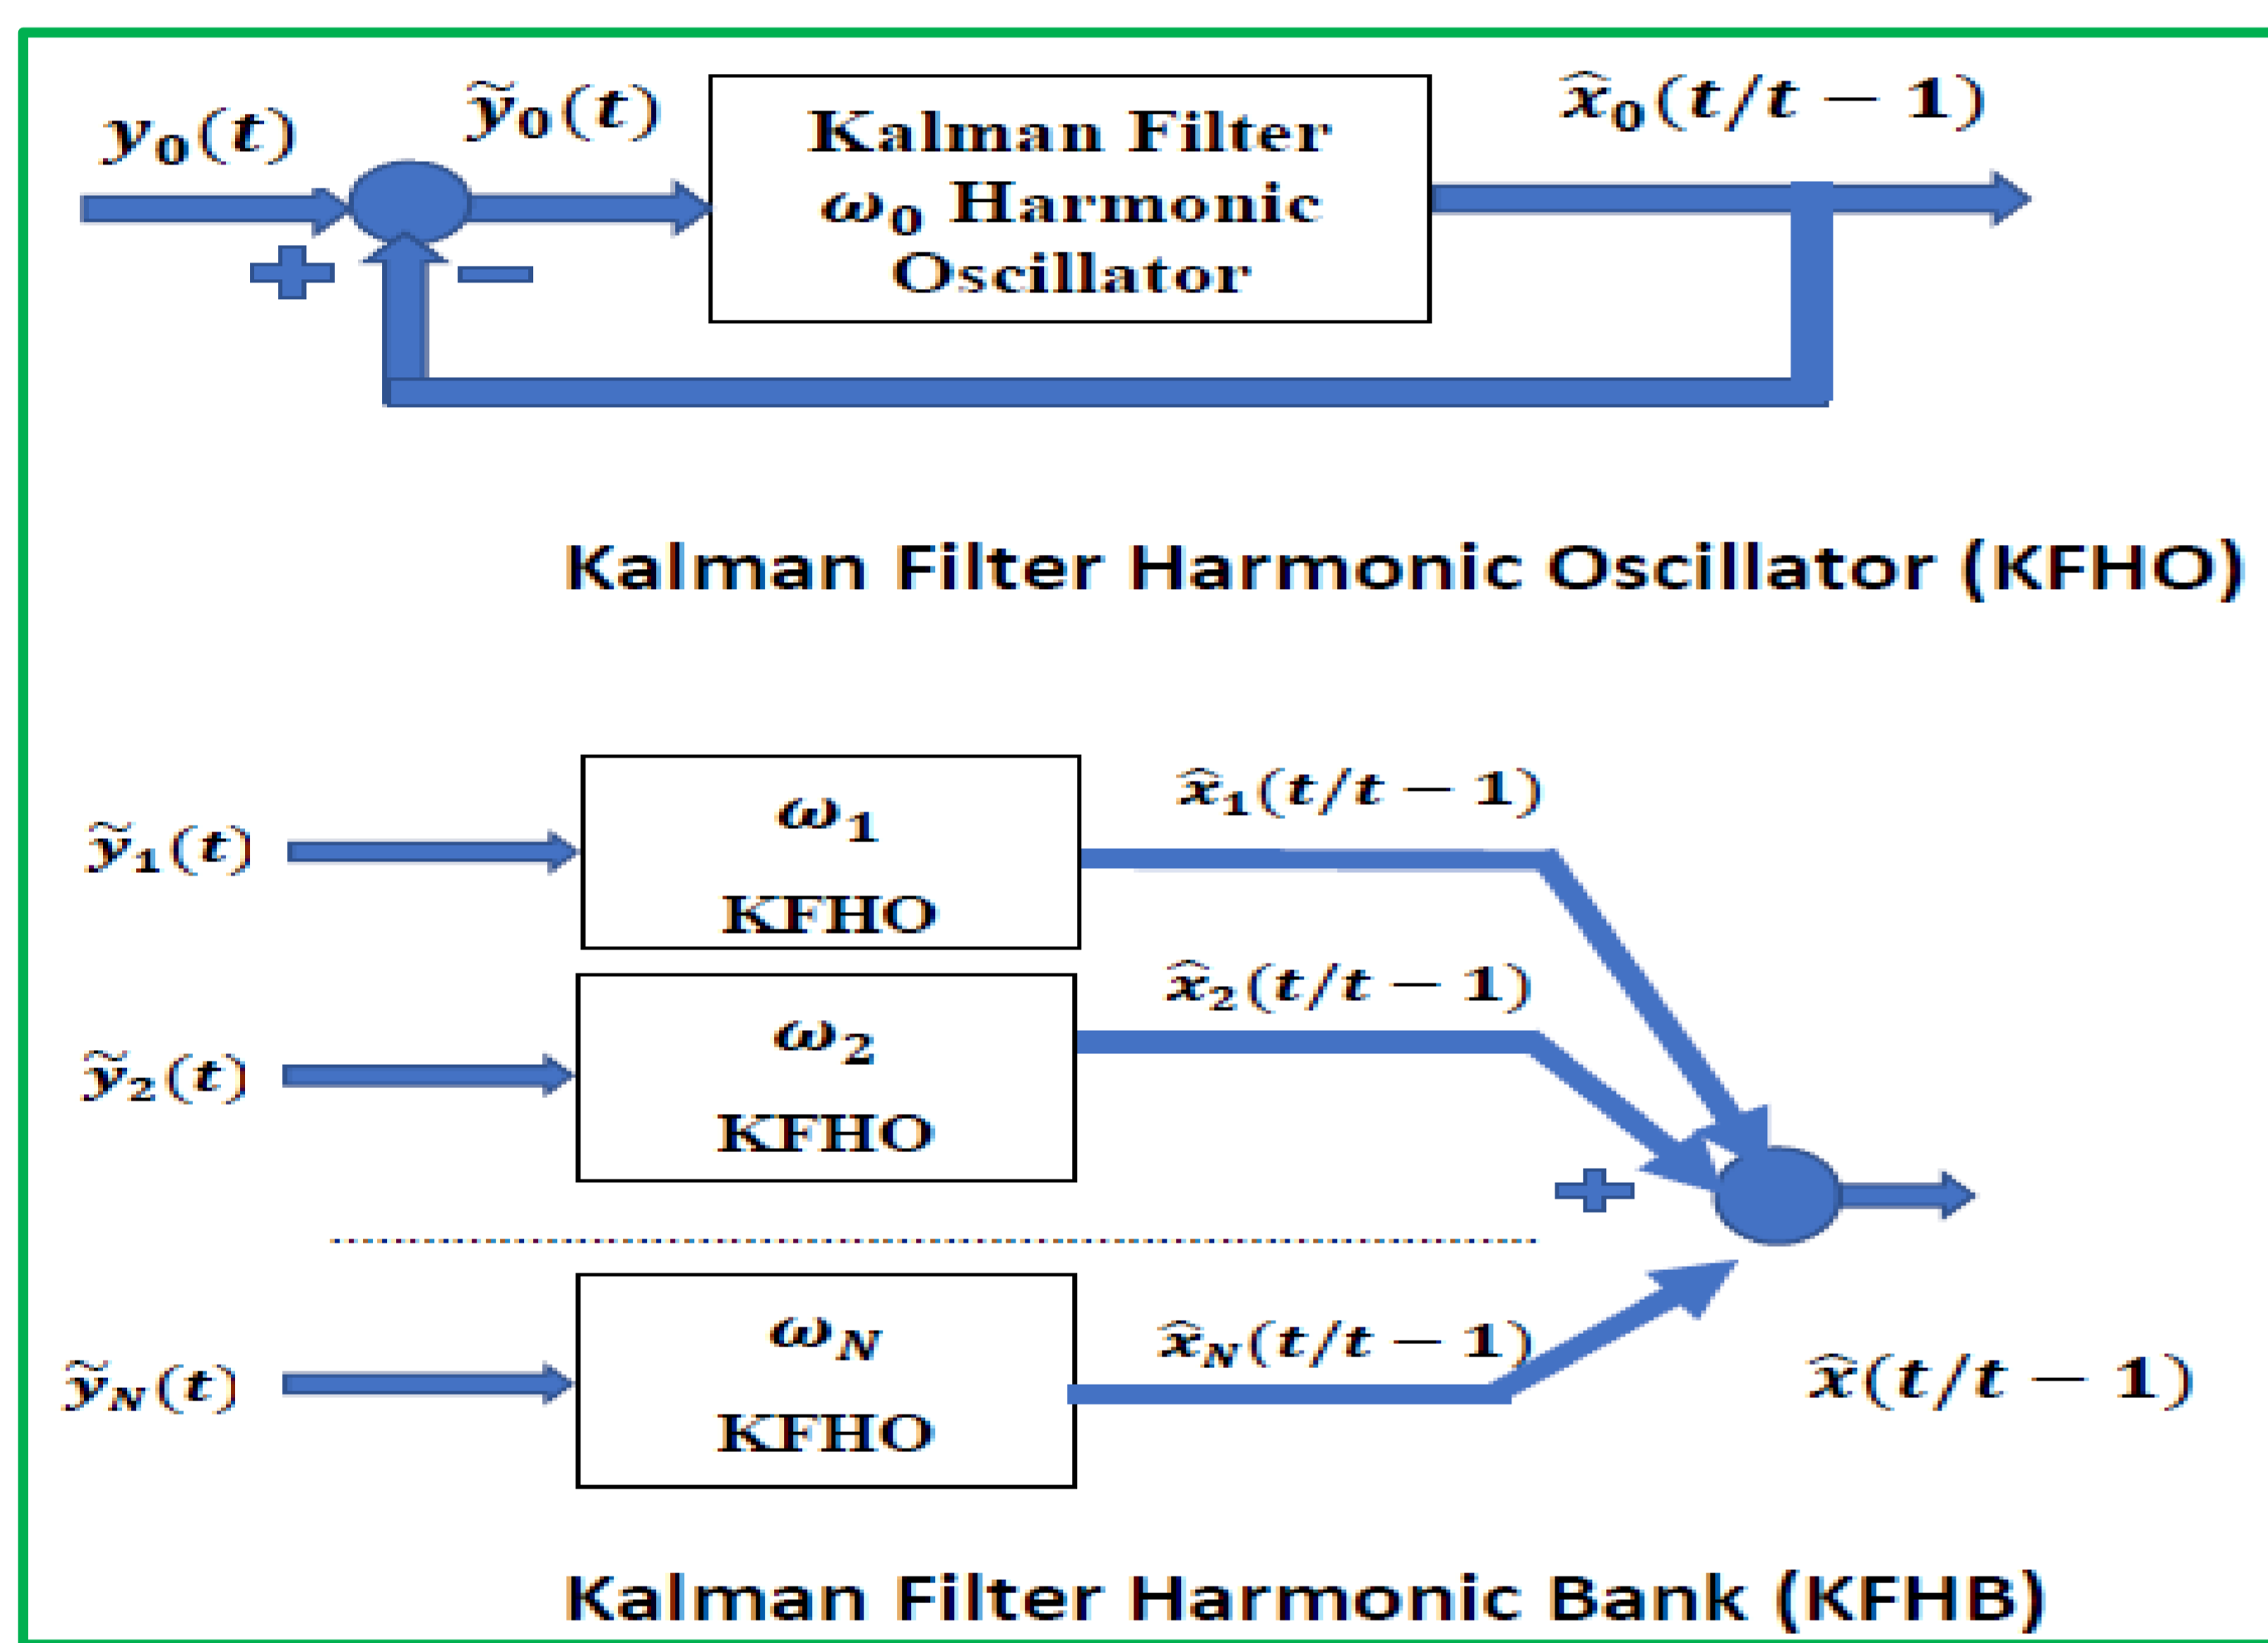 y₀(t)
ỹ₀(t)
Kalman Filter
ω₀ Harmonic
Oscillator
x̂₀(t/t − 1)
+
−
Kalman Filter Harmonic Oscillator (KFHO)
ỹ₁(t)
ω₁
KFHO
x̂₁(t/t − 1)
ỹ₂(t)
ω₂
KFHO
x̂₂(t/t − 1)
+
ỹ_N(t)
ω_N
KFHO
x̂_N(t/t − 1)
x̂(t/t − 1)
Kalman Filter Harmonic Bank (KFHB)